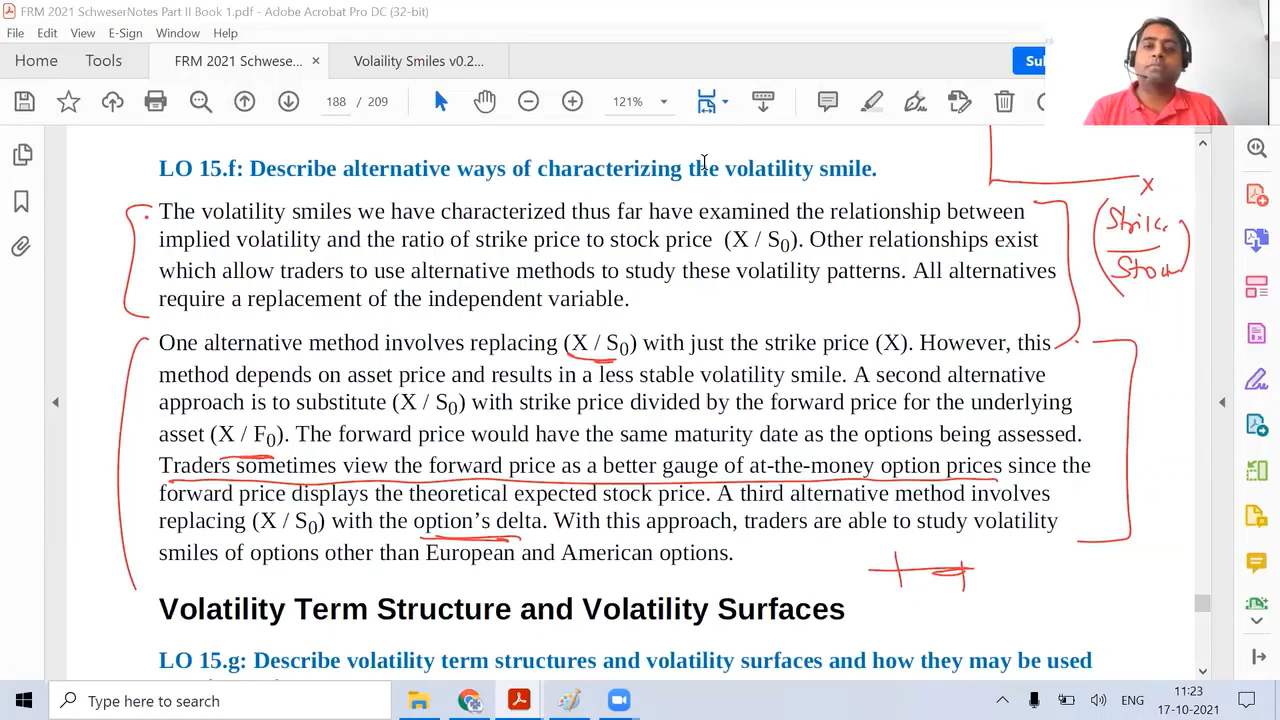 FRM 2021 SchweserNotes Part II Book 1.pdf - Adobe Acrobat Pro DC (32-bit)
File Edit View E-Sign Window Help
Home Tools FRM 2021 Schwese... × Volaility Smiles v0.2... Su
188 / 209 121%
LO 15.f: Describe alternative ways of characterizing the volatility smile.
X
The volatility smiles we have characterized thus far have examined the relationship between
implied volatility and the ratio of strike price to stock price (X / S0). Other relationships exist
which allow traders to use alternative methods to study these volatility patterns. All alternatives
require a replacement of the independent variable.
Strike
Stock
One alternative method involves replacing (X / S0) with just the strike price (X). However, this
method depends on asset price and results in a less stable volatility smile. A second alternative
approach is to substitute (X / S0) with strike price divided by the forward price for the underlying
asset (X / F0). The forward price would have the same maturity date as the options being assessed.
Traders sometimes view the forward price as a better gauge of at-the-money option prices since the
forward price displays the theoretical expected stock price. A third alternative method involves
replacing (X / S0) with the option's delta. With this approach, traders are able to study volatility
smiles of options other than European and American options.
Volatility Term Structure and Volatility Surfaces
LO 15.g: Describe volatility term structures and volatility surfaces and how they may be used
Type here to search
ENG
11:23
17-10-2021